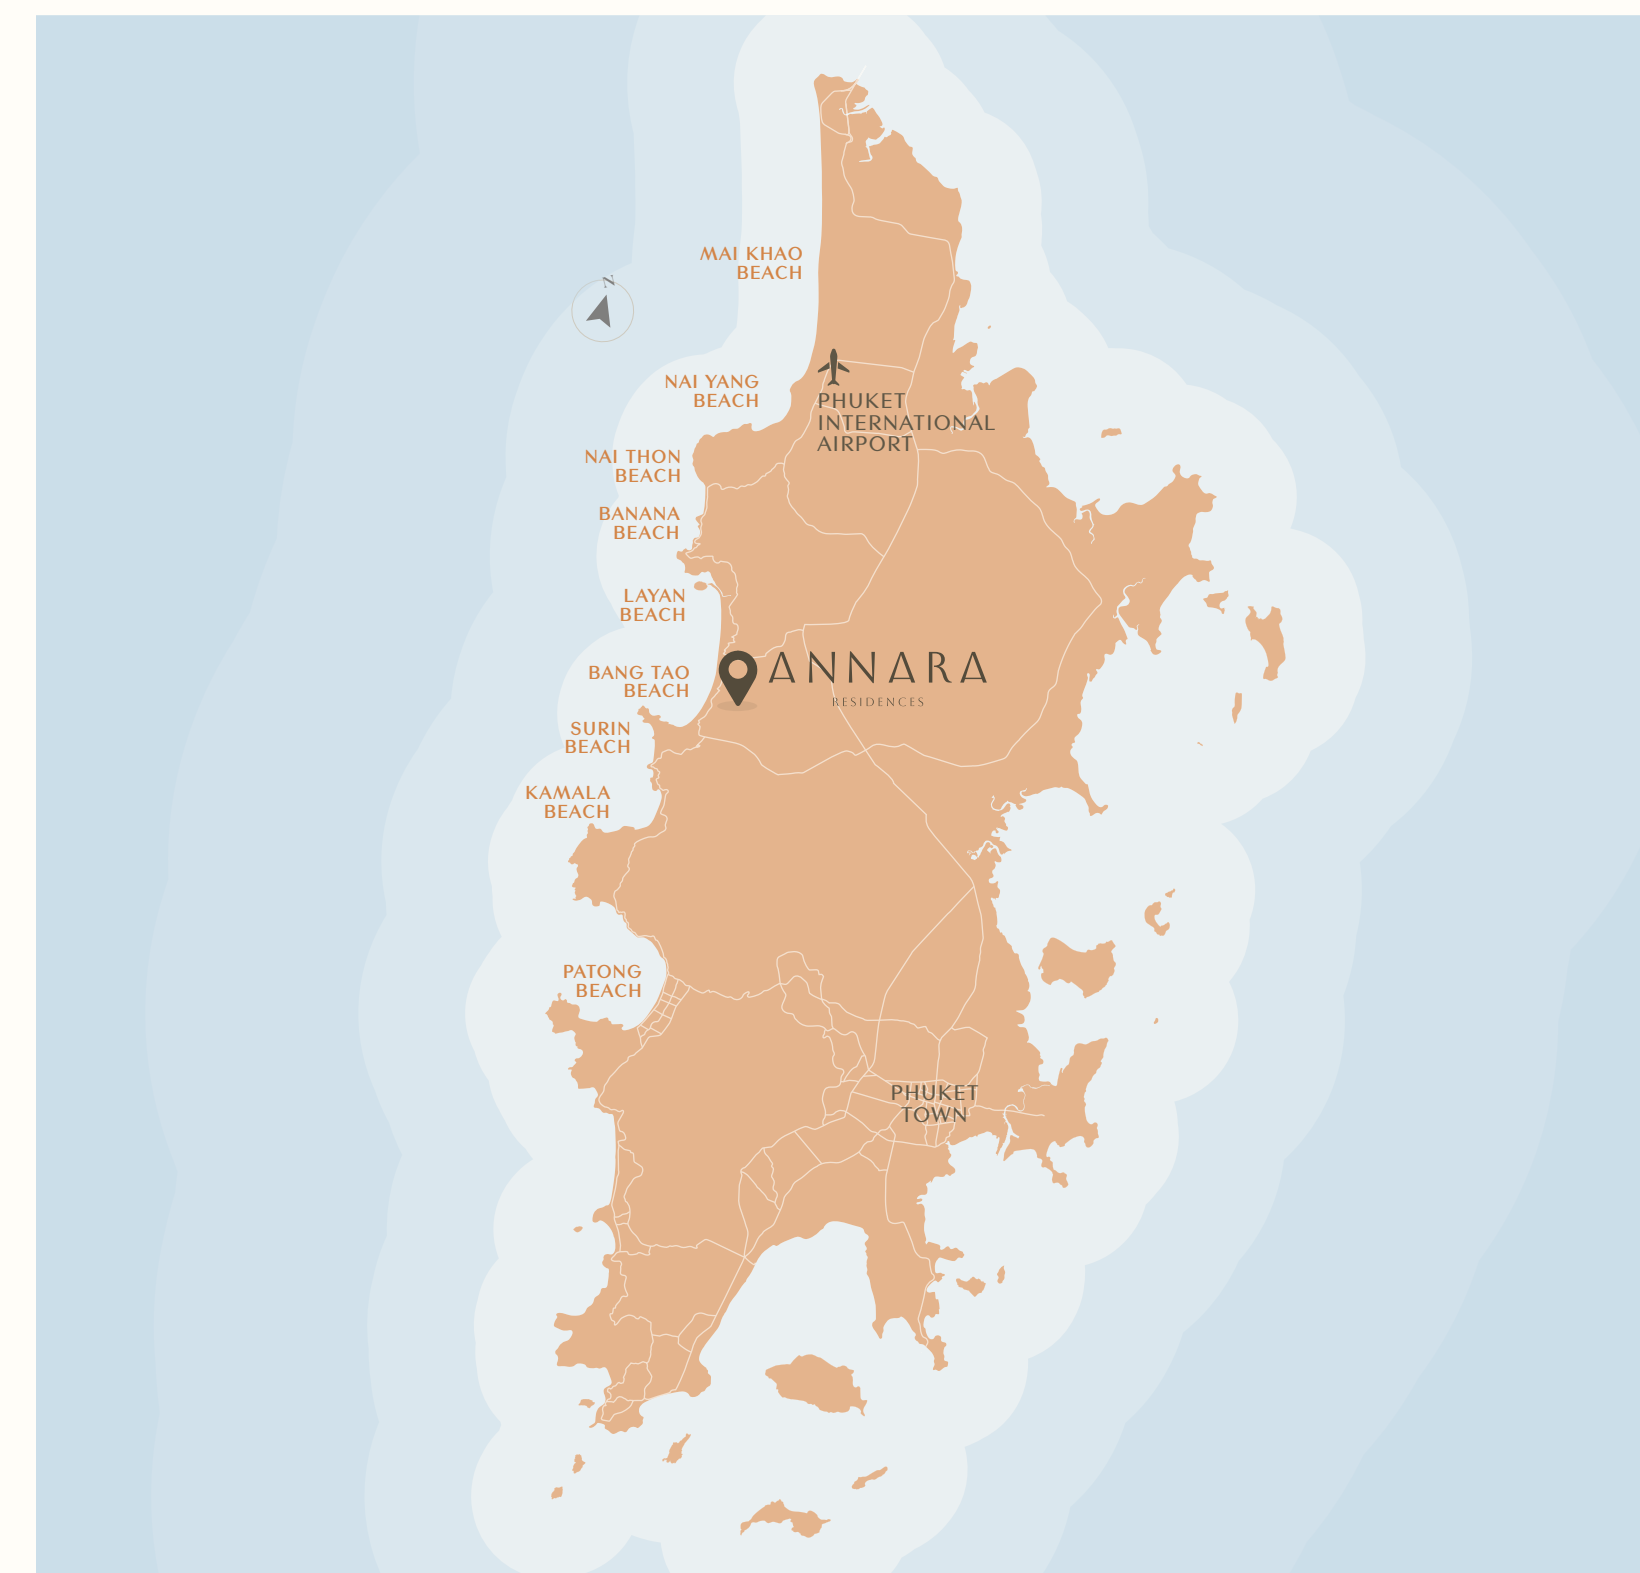 MAI KHAO
BEACH
N
NAI YANG
BEACH
PHUKET
INTERNATIONAL
AIRPORT
NAI THON
BEACH
BANANA
BEACH
LAYAN
BEACH
BANG TAO
BEACH
ANNARA
RESIDENCES
SURIN
BEACH
KAMALA
BEACH
PATONG
BEACH
PHUKET
TOWN